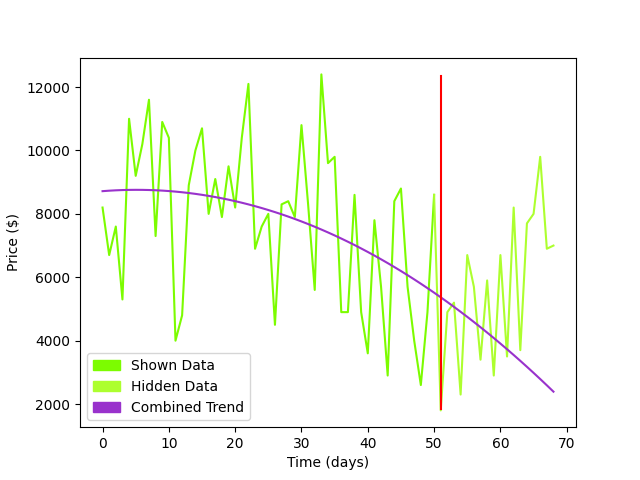 12000
10000
8000
6000
4000
2000
Price ($)
Shown Data
Hidden Data
Combined Trend
0 10 20 30 40 50 60 70
Time (days)